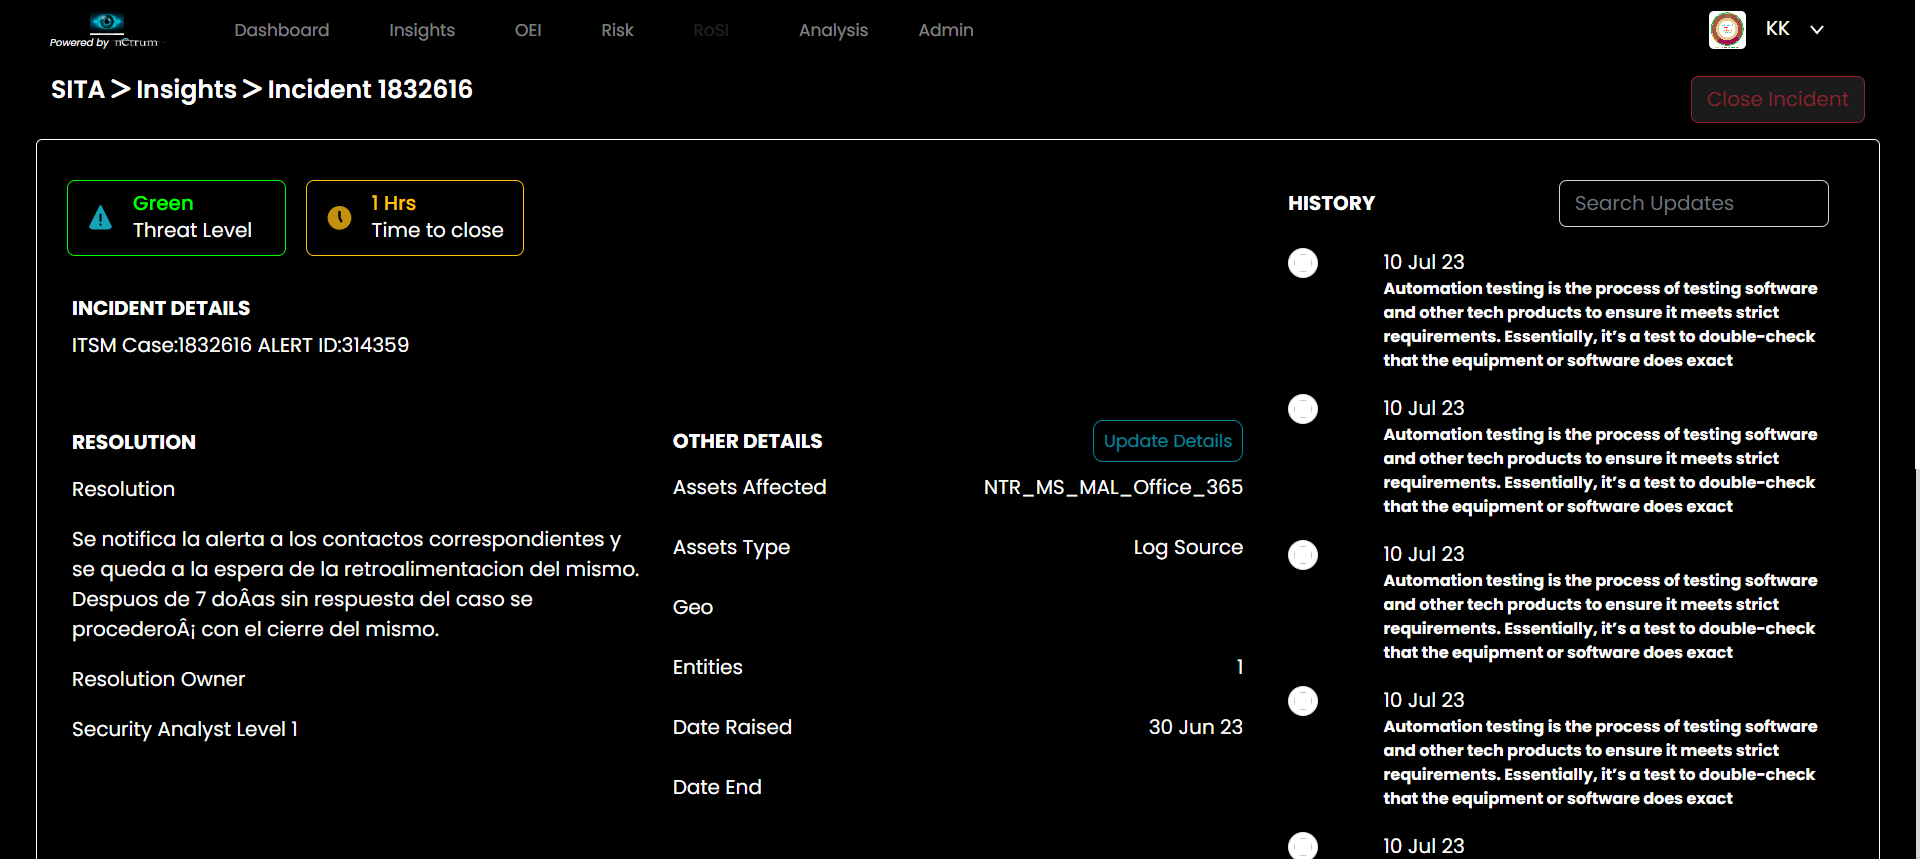 Powered by
Dashboard
Insights
OEI
Risk
RoSI
Analysis
Admin
KK
SITA > Insights > Incident 1832616
Close Incident
Green
Threat Level
1 Hrs
Time to close
INCIDENT DETAILS
ITSM Case:1832616 ALERT ID:314359
RESOLUTION
Resolution
Se notifica la alerta a los contactos correspondientes y
se queda a la espera de la retroalimentacion del mismo.
Despuos de 7 doÂas sin respuesta del caso se
procederoÂ¡ con el cierre del mismo.
Resolution Owner
Security Analyst Level 1
OTHER DETAILS
Update Details
Assets Affected
NTR_MS_MAL_Office_365
Assets Type
Log Source
Geo
Entities
1
Date Raised
30 Jun 23
Date End
HISTORY
Search Updates
10 Jul 23
Automation testing is the process of testing software
and other tech products to ensure it meets strict
requirements. Essentially, it’s a test to double-check
that the equipment or software does exact
10 Jul 23
Automation testing is the process of testing software
and other tech products to ensure it meets strict
requirements. Essentially, it’s a test to double-check
that the equipment or software does exact
10 Jul 23
Automation testing is the process of testing software
and other tech products to ensure it meets strict
requirements. Essentially, it’s a test to double-check
that the equipment or software does exact
10 Jul 23
Automation testing is the process of testing software
and other tech products to ensure it meets strict
requirements. Essentially, it’s a test to double-check
that the equipment or software does exact
10 Jul 23